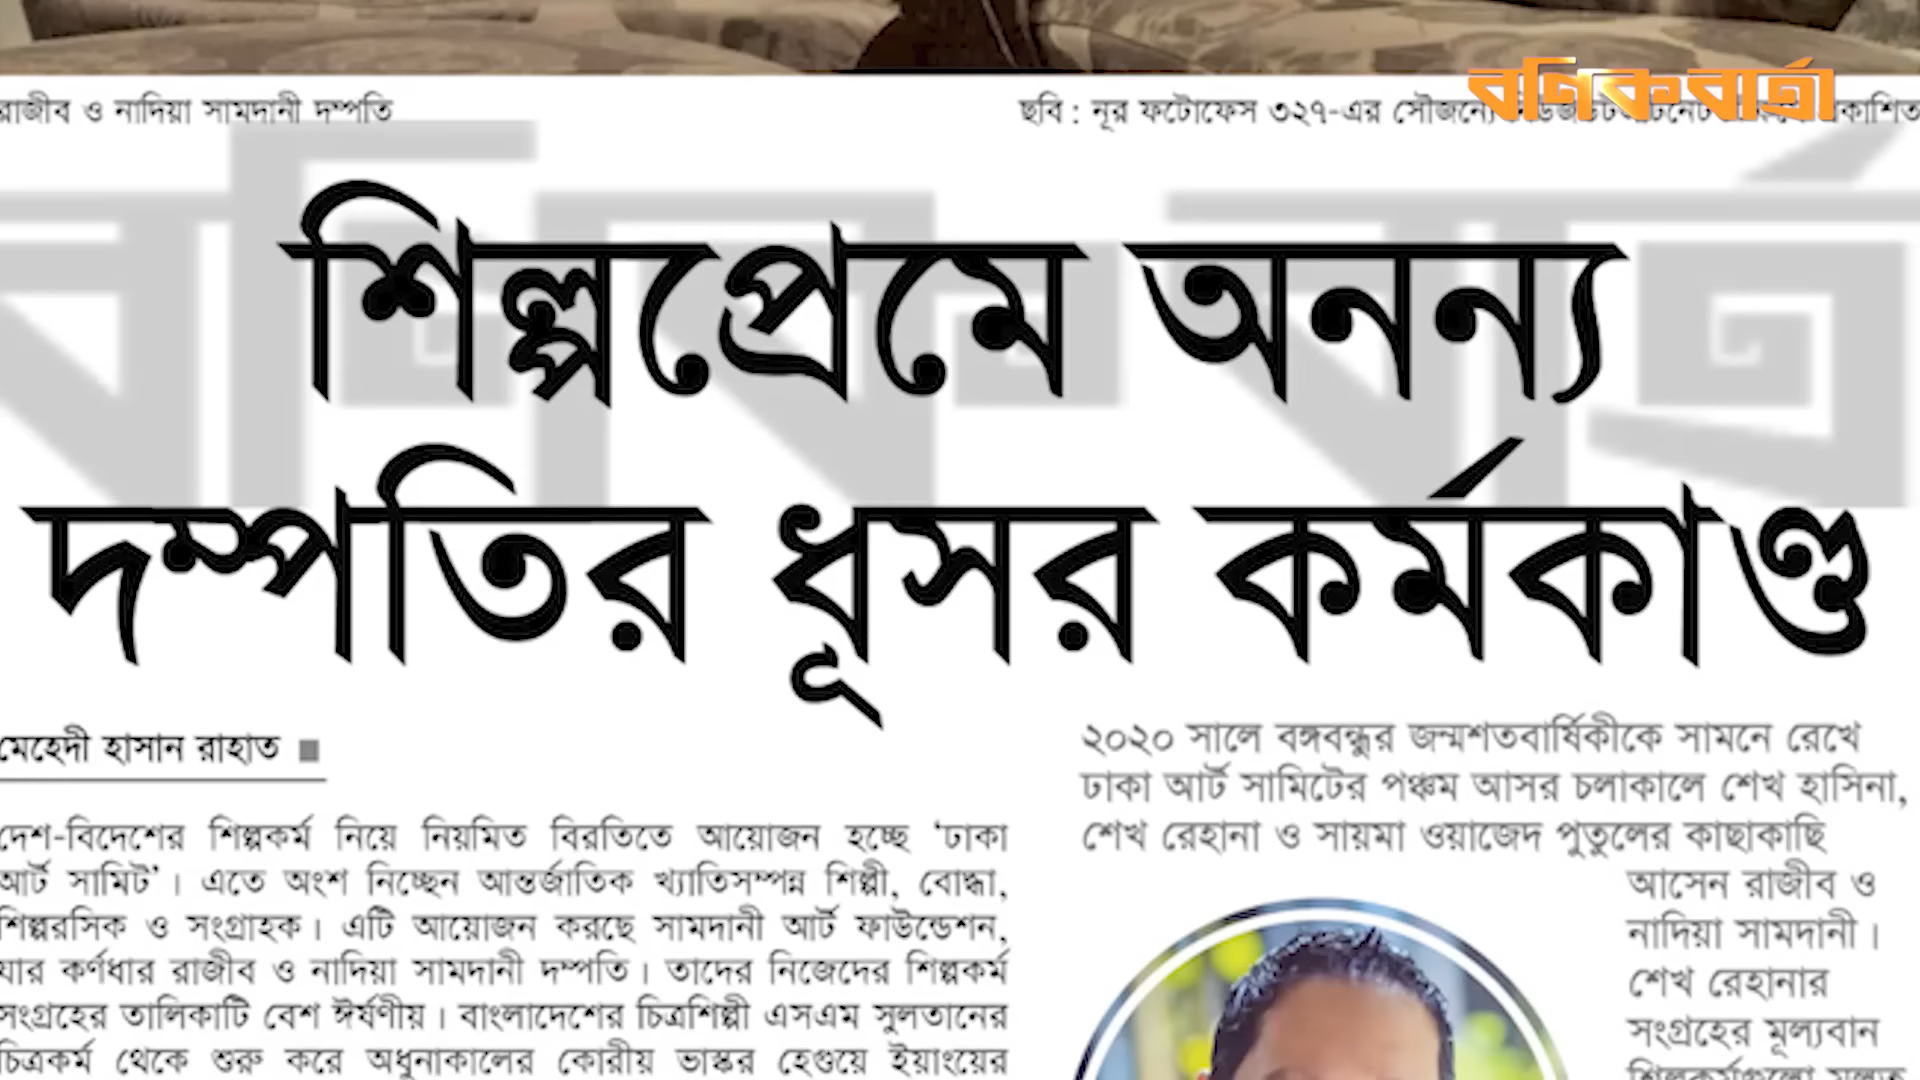 বণিক বার্তা
রাজীব ও নাদিয়া সামদানী দম্পতি
ছবি : নূর ফটোফেস ৩২৭-এর সৌজন্যে
শিল্পপ্রেমে অনন্য
দম্পতির ধূসর কর্মকাণ্ড
মেহেদী হাসান রাহাত
দেশ-বিদেশের শিল্পকর্ম নিয়ে নিয়মিত বিরতিতে আয়োজন হচ্ছে ‘ঢাকা
আর্ট সামিট’। এতে অংশ নিচ্ছেন আন্তর্জাতিক খ্যাতিসম্পন্ন শিল্পী, বোদ্ধা,
শিল্পরসিক ও সংগ্রাহক। এটি আয়োজন করছে সামদানী আর্ট ফাউন্ডেশন,
যার কর্ণধার রাজীব ও নাদিয়া সামদানী দম্পতি। তাদের নিজেদের শিল্পকর্ম
সংগ্রহের তালিকাটি বেশ ঈর্ষণীয়। বাংলাদেশের চিত্রশিল্পী এসএম সুলতানের
চিত্রকর্ম থেকে শুরু করে অধুনাকালের কোরীয় ভাস্কর হেগুয়ে ইয়াংয়ের
২০২০ সালে বঙ্গবন্ধুর জন্মশতবার্ষিকীকে সামনে রেখে
ঢাকা আর্ট সামিটের পঞ্চম আসর চলাকালে শেখ হাসিনা,
শেখ রেহানা ও সায়মা ওয়াজেদ পুতুলের কাছাকাছি
আসেন রাজীব ও
নাদিয়া সামদানী।
শেখ রেহানার
সংগ্রহের মূল্যবান